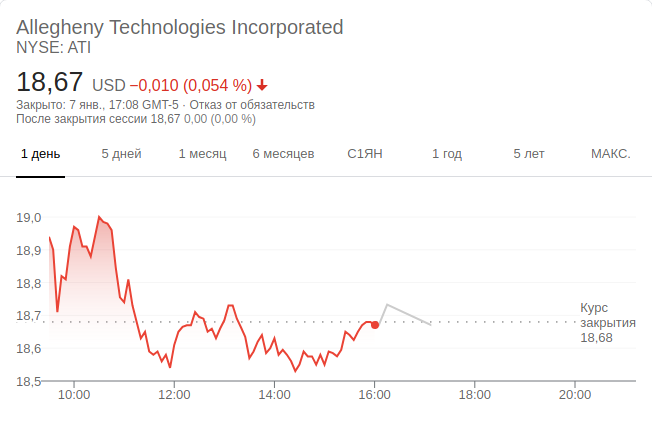 Allegheny Technologies Incorporated
NYSE: ATI
18,67 USD −0,010 (0,054 %)
Закрыто: 7 янв., 17:08 GMT-5 · Отказ от обязательств
После закрытия сессии 18,67 0,00 (0,00 %)
1 день 5 дней 1 месяц 6 месяцев С1ЯН 1 год 5 лет МАКС.
19,0
18,9
18,8
18,7
18,6
18,5
Курс
закрытия
18,68
10:00 12:00 14:00 16:00 18:00 20:00